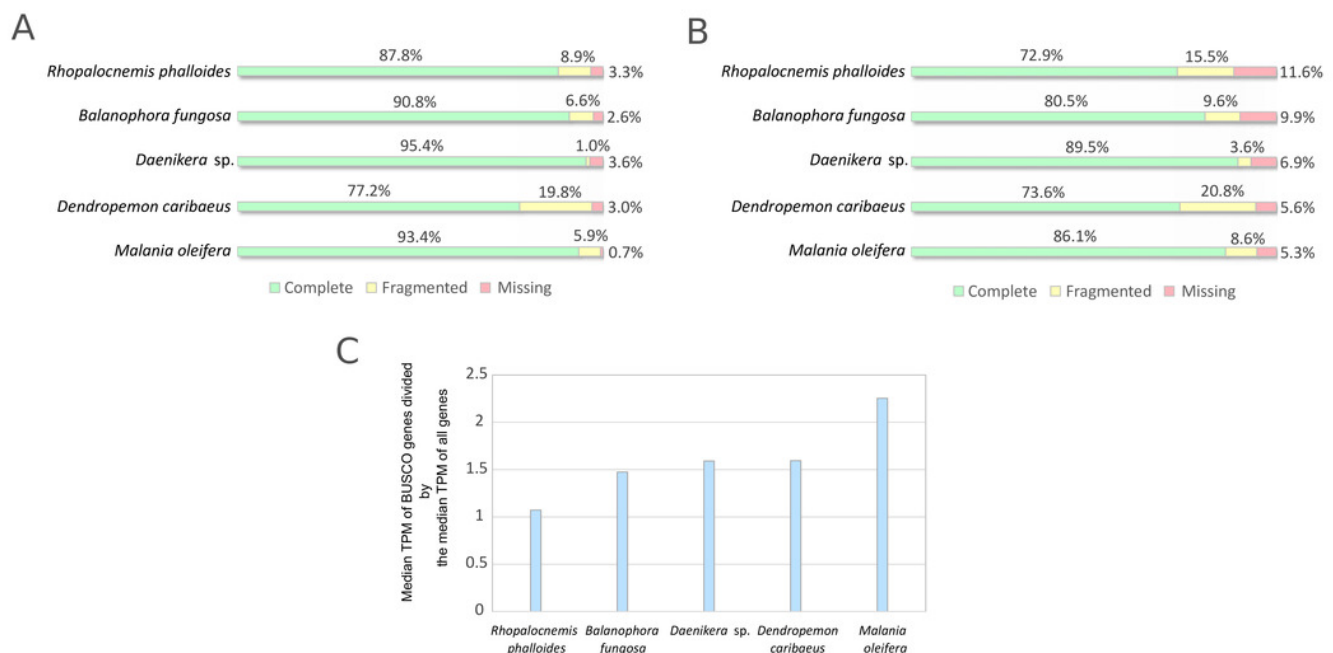 A
87.8% 8.9%
Rhopalocnemis phalloides 3.3%
90.8% 6.6%
Balanophora fungosa 2.6%
95.4% 1.0%
Daenikera sp. 3.6%
77.2% 19.8%
Dendropemon caribaeus 3.0%
93.4% 5.9%
Malania oleifera 0.7%
Complete Fragmented Missing
B
72.9% 15.5%
Rhopalocnemis phalloides 11.6%
80.5% 9.6%
Balanophora fungosa 9.9%
89.5% 3.6%
Daenikera sp. 6.9%
73.6% 20.8%
Dendropemon caribaeus 5.6%
86.1% 8.6%
Malania oleifera 5.3%
Complete Fragmented Missing
C
Median TPM of BUSCO genes divided
by
the median TPM of all genes
2.5
2
1.5
1
0.5
0
Rhopalocnemis Balanophora Daenikera sp. Dendropemon Malania
phalloides fungosa caribaeus oleifera